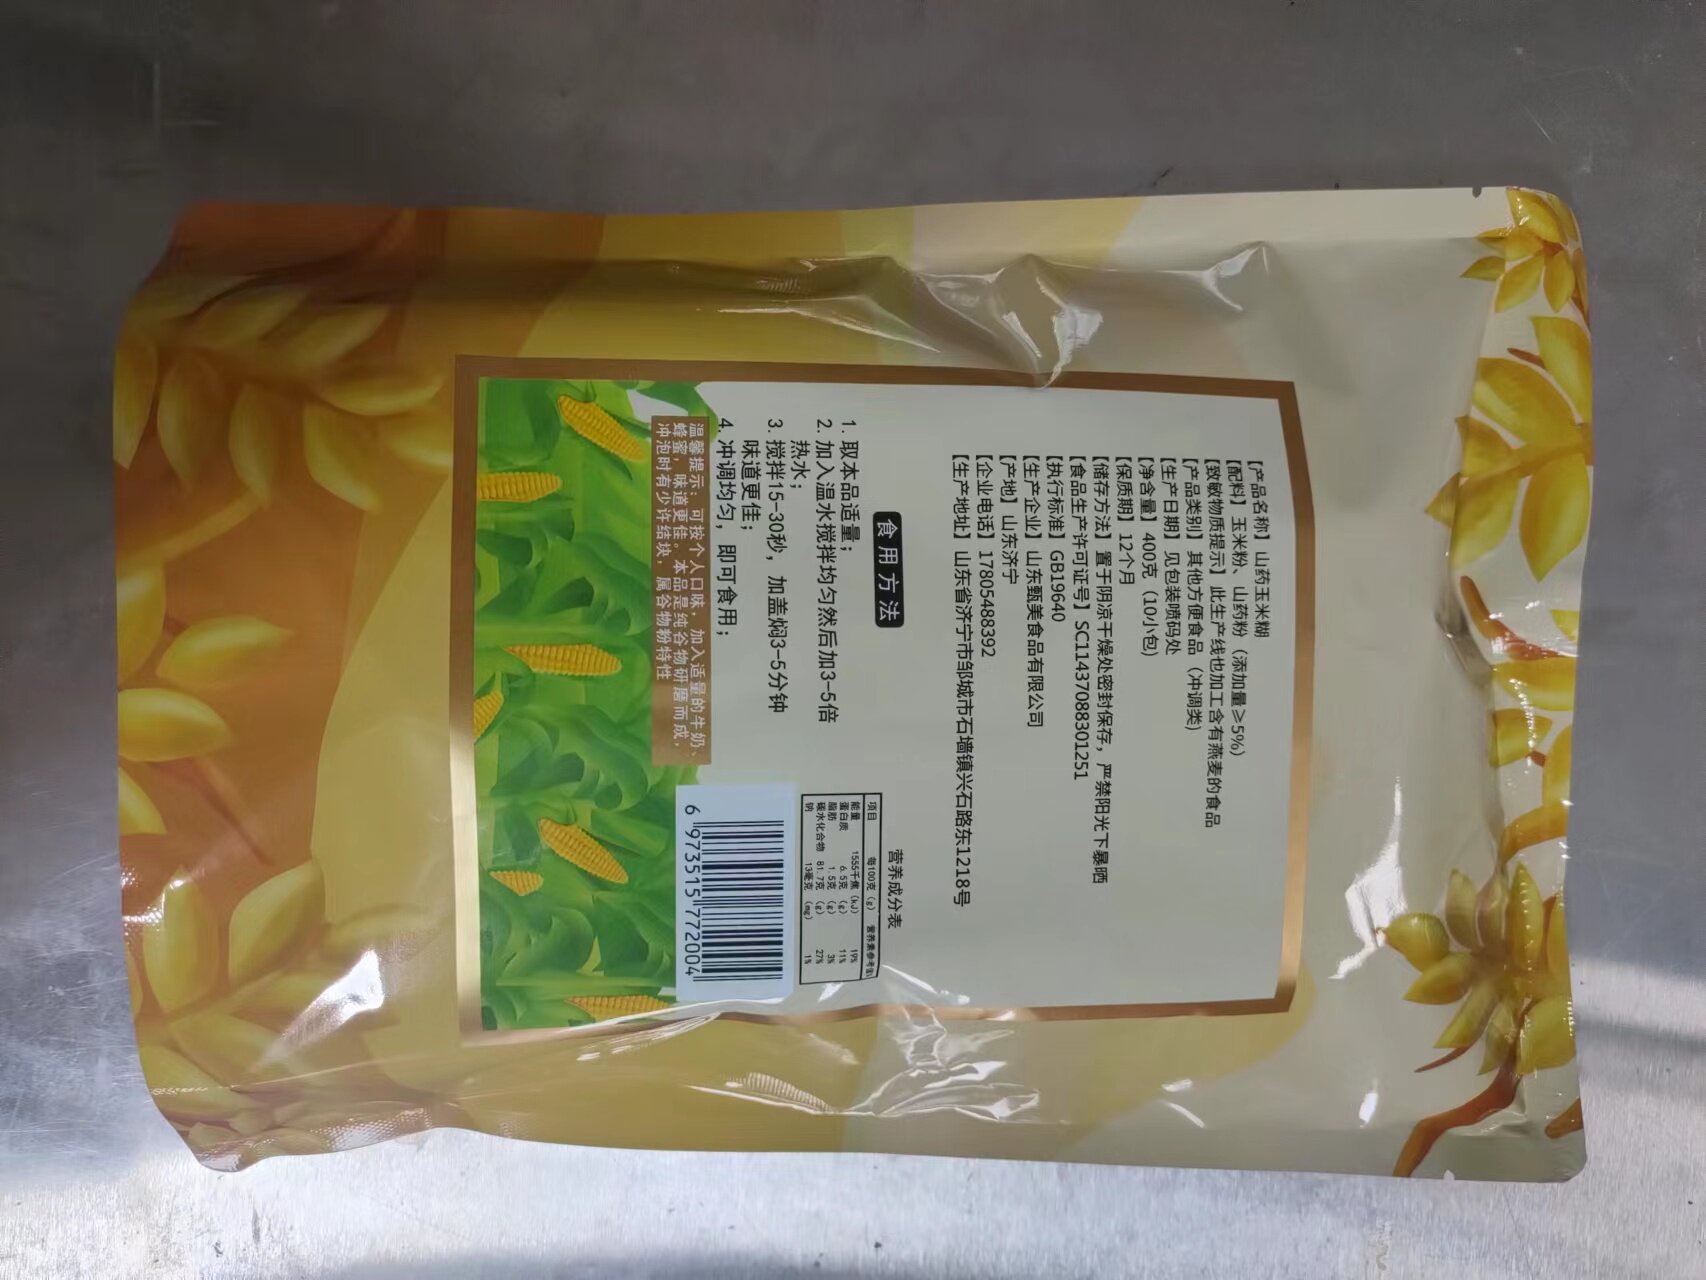 【产品名称】山药玉米糊
【配料】玉米粉、山药粉（添加量≥5%）
【致敏物质提示】此生产线也加工含有燕麦的食品
【产品类别】其他方便食品（冲调类）
【生产日期】见包装喷码处
【净含量】400克（10小包）
【保质期】12个月
【储存方法】置于阴凉干燥处密封保存，严禁阳光下暴晒
【食品生产许可证号】SC11437088301251
【执行标准】GB19640
【生产企业】山东甄美食品有限公司
【产地】山东济宁
【企业电话】17805488392
【生产地址】山东省济宁市邹城市石墙镇兴石路东1218号
食用方法
1. 取本品适量；
2. 加入温水搅拌均匀然后加3-5倍
热水；
3. 搅拌15-30秒，加盖焖3-5分钟
味道更佳；
4. 冲调均匀，即可食用；
温馨提示：可按个人口味，加入适量的牛奶、
蜂蜜，味道更佳。本品是纯谷物研磨而成，
冲泡时有少许结块，属谷物粉特性
营养成分表
项目 每100克（g） 营养素参考值
能量 1555千焦（kJ） 19%
蛋白质 6.5克（g） 11%
脂肪 1.5克（g） 3%
碳水化合物 81.7克（g） 27%
钠 13毫克（mg） 1%
6 973515 772004